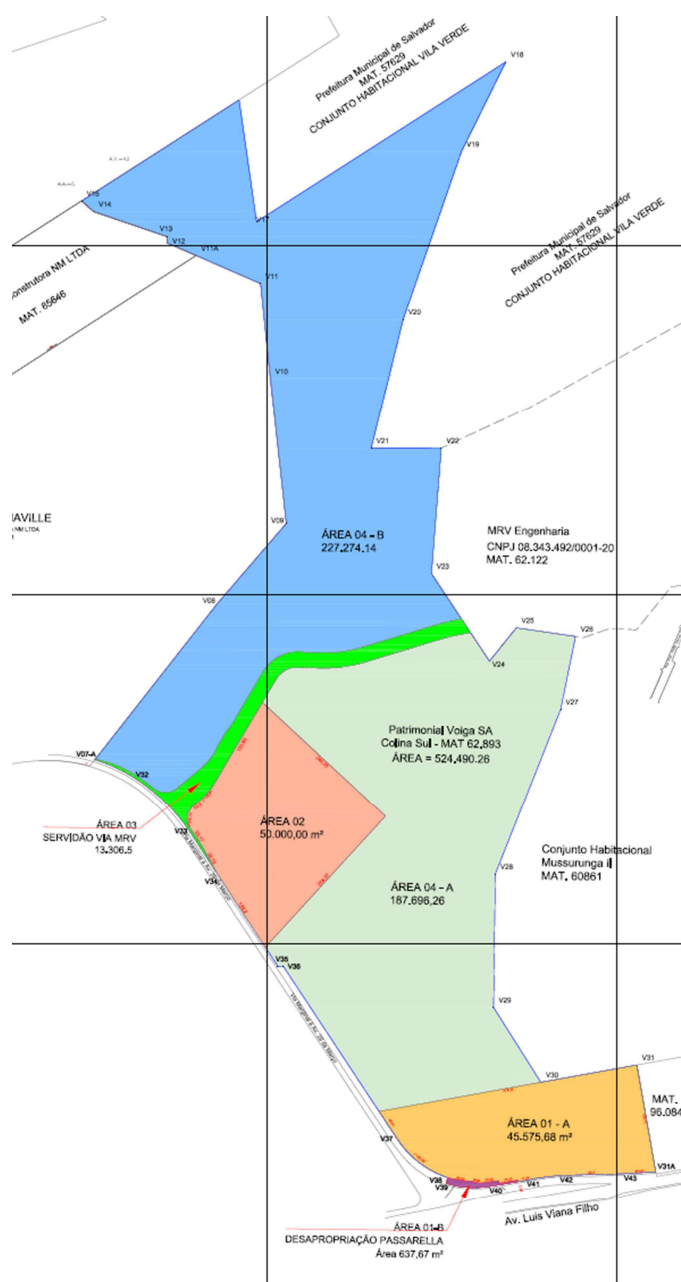 V18
Prefeitura Municipal de Salvador
MAT. 57629
CONJUNTO HABITACIONAL VILA VERDE
V19
V15
V14
V13
V12
V11A
V17
V11
Prefeitura Municipal de Salvador
MAT. 57629
CONJUNTO HABITACIONAL VILA VERDE
onstrutora NM LTDA
MAT. 65646
V20
V10
V21
V22
V09
IAVILLE
NM LTDA
ÁREA 04 - B
227.274.14
MRV Engenharia
CNPJ 08.343.492/0001-20
MAT. 62.122
V23
V08
V25
V26
V24
V27
Patrimonial Voiga SA
Colina Sul - MAT 62.893
ÁREA = 524,490.26
V07-A
V32
ÁREA 03
SERVIDÃO VIA MRV
13.306.5
V33
ÁREA 02
50.000,00 m²
Conjunto Habitacional
Mussurunga II
MAT. 60861
V34
V28
ÁREA 04 - A
187.696,26
V35
V36
V29
V30
V31
MAT.
96.084
ÁREA 01 - A
45.575,68 m²
V37
V38
V39
V40
V41
V42
V43
V31A
ÁREA 01-B
DESAPROPRIAÇÃO PASSARELLA
Área 637,67 m²
Av. Luis Viana Filho